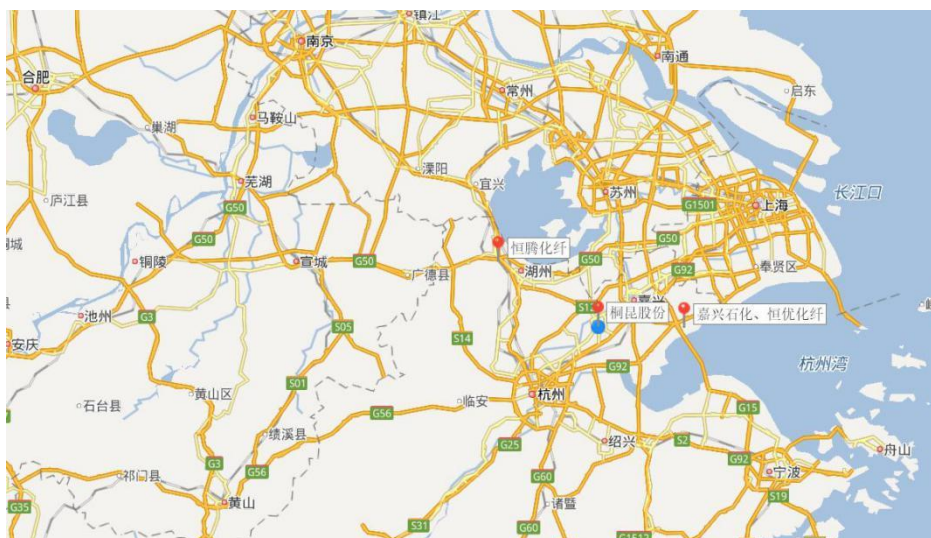 镇江
南京
南通
合肥
启东
常州
马鞍山
巢湖
溧阳
宜兴
芜湖
苏州
庐江县
G50
G1501
上海
长江口
G50
G50
恒腾化纤
铜陵
宣城
G50
广德县
湖州
G50
G92
奉贤区
嘉兴
池州
G3
S12
桐昆股份
嘉兴石化、恒优化纤
安庆
S05
S14
杭州湾
G92
黄山区
S01
杭州
石台县
G56
临安
G15
绩溪县
G25
绍兴
S2
舟山
G3
G56
G92
宁波
祁门县
G60
黄山
诸暨
S19
G35
S31
G60
G1512